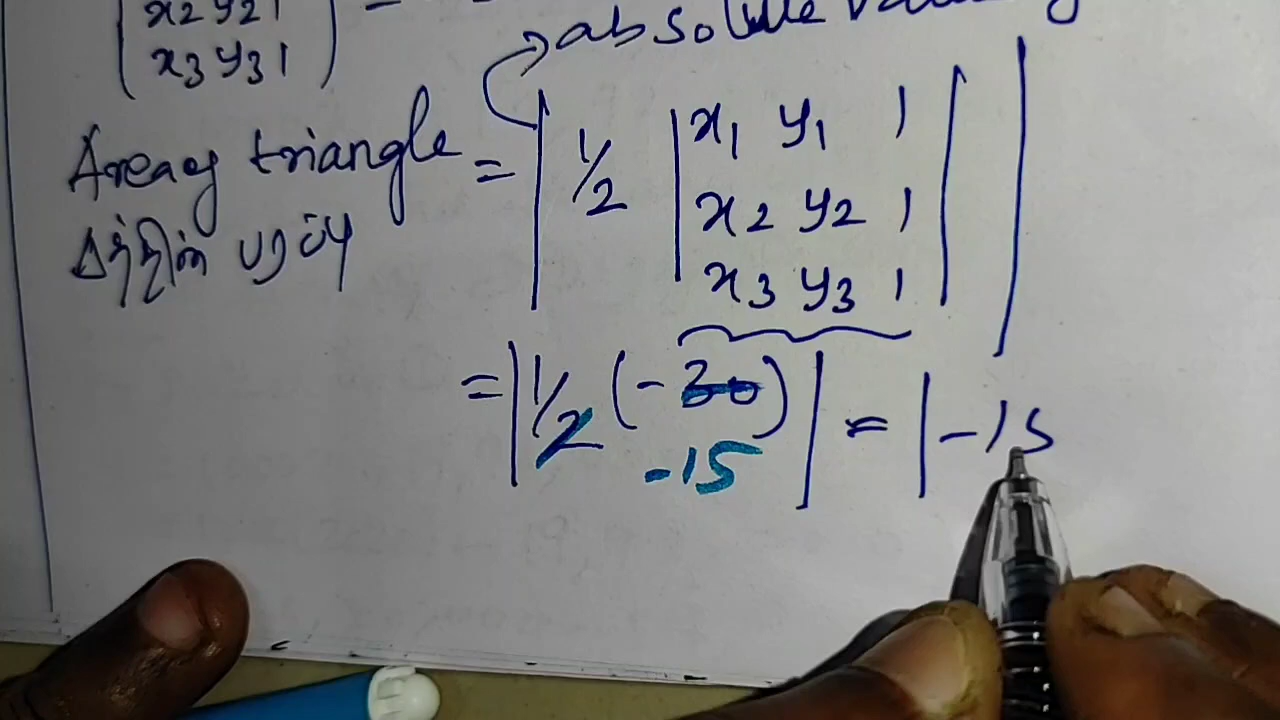 x2 y2 1
x3 y3 1
absolute
Area of triangle = | 1/2 | x1 y1 1
x2 y2 1
x3 y3 1 | |
= | 1/2 (-30) | = | -15
-15